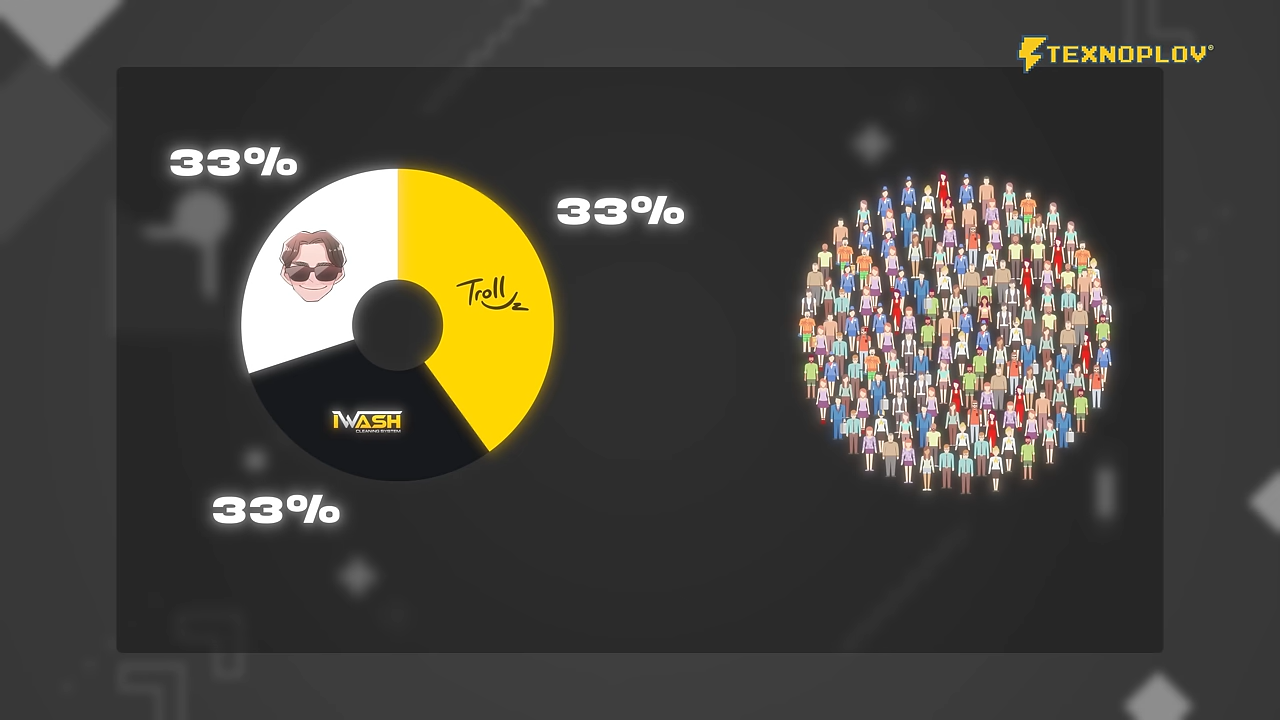 TEXNOPLOV
33%
33%
Troll
z
IWASH
CLEANING SYSTEM
33%